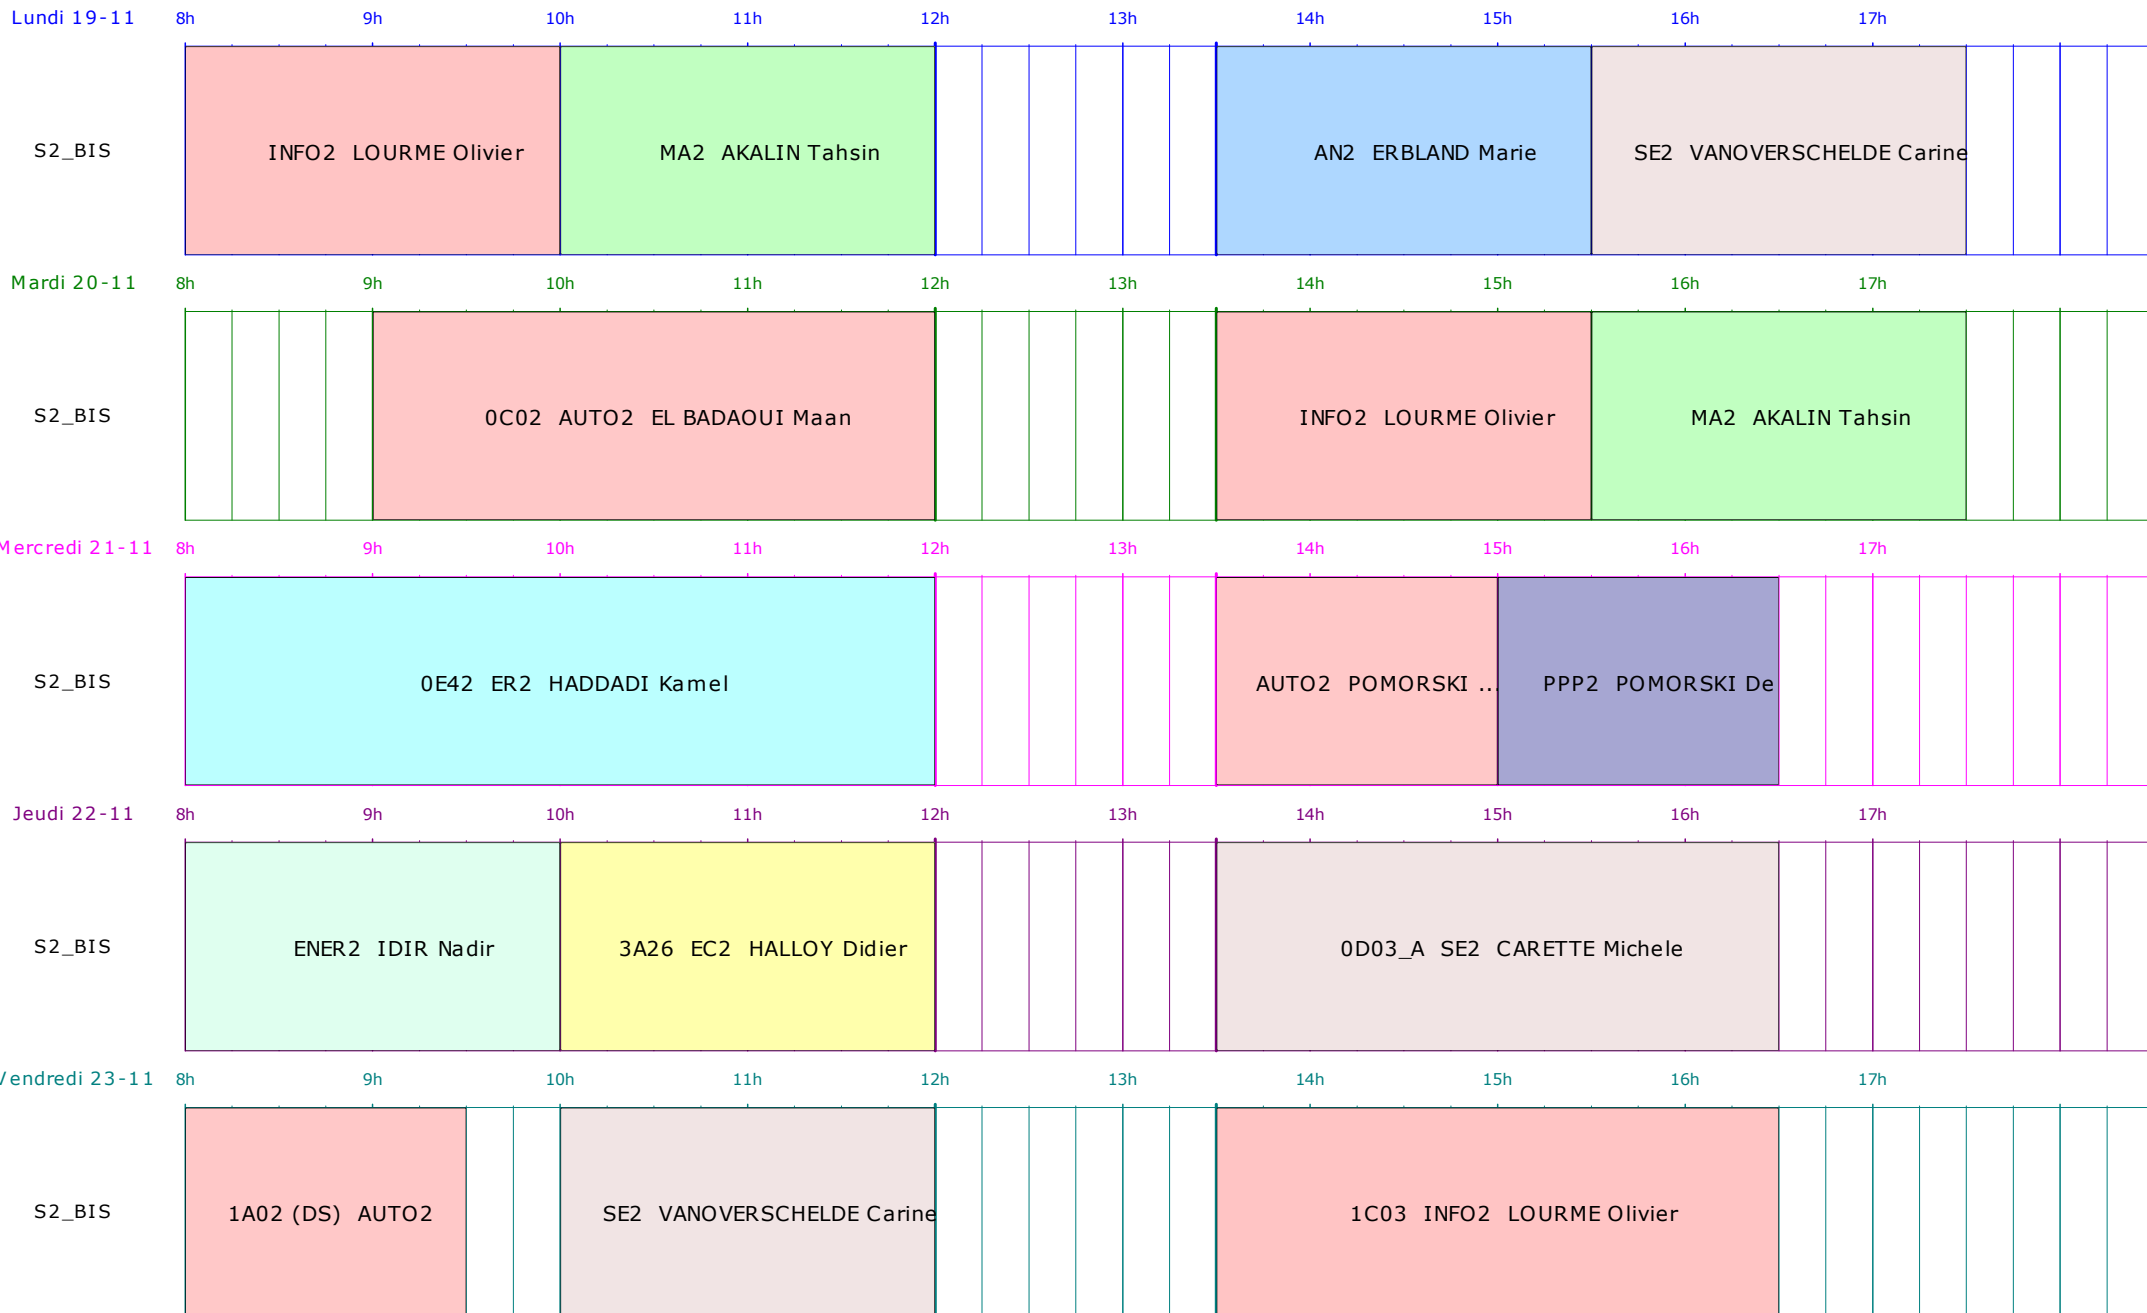 Lundi 19-11 8h 9h 10h 11h 12h 13h 14h 15h 16h 17h
S2_BIS INFO2 LOURME Olivier MA2 AKALIN Tahsin AN2 ERBLAND Marie SE2 VANOVERSCHELDE Carine
Mardi 20-11 8h 9h 10h 11h 12h 13h 14h 15h 16h 17h
S2_BIS 0C02 AUTO2 EL BADAOUI Maan INFO2 LOURME Olivier MA2 AKALIN Tahsin
Mercredi 21-11 8h 9h 10h 11h 12h 13h 14h 15h 16h 17h
S2_BIS 0E42 ER2 HADDADI Kamel AUTO2 POMORSKI ... PPP2 POMORSKI De
Jeudi 22-11 8h 9h 10h 11h 12h 13h 14h 15h 16h 17h
S2_BIS ENER2 IDIR Nadir 3A26 EC2 HALLOY Didier 0D03_A SE2 CARETTE Michele
Vendredi 23-11 8h 9h 10h 11h 12h 13h 14h 15h 16h 17h
S2_BIS 1A02 (DS) AUTO2 SE2 VANOVERSCHELDE Carine 1C03 INFO2 LOURME Olivier